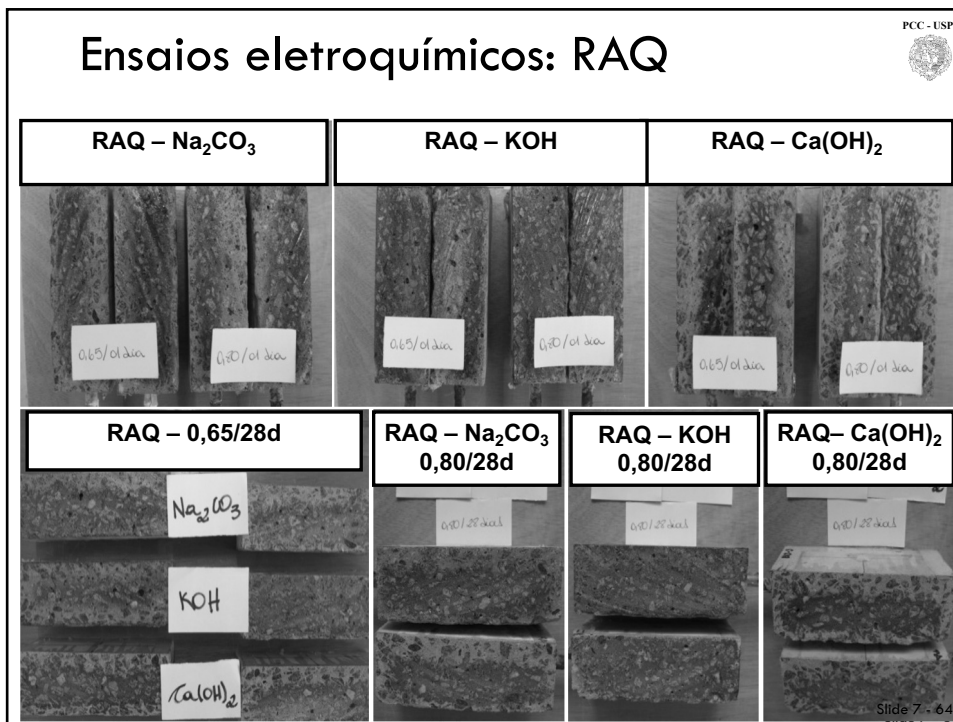 Ensaios eletroquímicos: RAQ
PCC - USP
RAQ – Na₂CO₃
RAQ – KOH
RAQ – Ca(OH)₂
0,65/01 dia
0,80/01 dia
0,65/01 dia
0,80/01 dia
0,65/01 dia
0,80/01 dia
RAQ – 0,65/28d
RAQ – Na₂CO₃
0,80/28d
RAQ – KOH
0,80/28d
RAQ– Ca(OH)₂
0,80/28d
Na₂CO₃
KOH
Ca(OH)₂
0,80/28 dias
0,80/28 dias
0,80/28 dias
Slide 7 - 64